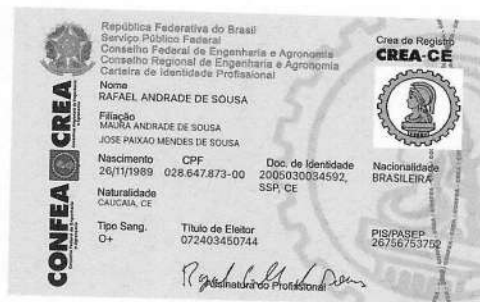 República Federativa do Brasil
Serviço Público Federal
Conselho Federal de Engenharia e Agronomia
Conselho Regional de Engenharia e Agronomia
Carteira de Identidade Profissional
Crea de Registro
CREA-CE
CONFEA CREA
Nome
RAFAEL ANDRADE DE SOUSA
Filiação
MAURA ANDRADE DE SOUSA
JOSE PAIXAO MENDES DE SOUSA
Nascimento CPF Doc. de Identidade Nacionalidade
26/11/1989 028.647.873-00 2005030034592, BRASILEIRA
SSP, CE
Naturalidade
CAUCAIA, CE
Tipo Sang. Título de Eleitor PIS/PASEP
O+ 072403450744 26756753752
Assinatura do Profissional